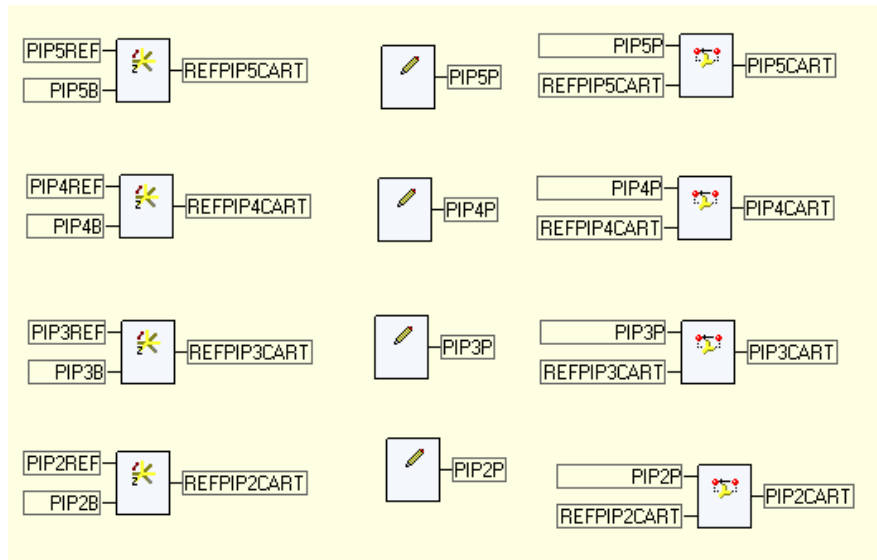 PIP5REF
PIP5B
REFPIP5CART
PIP5P
PIP5P
REFPIP5CART
PIP5CART
PIP4REF
PIP4B
REFPIP4CART
PIP4P
PIP4P
REFPIP4CART
PIP4CART
PIP3REF
PIP3B
REFPIP3CART
PIP3P
PIP3P
REFPIP3CART
PIP3CART
PIP2REF
PIP2B
REFPIP2CART
PIP2P
PIP2P
REFPIP2CART
PIP2CART